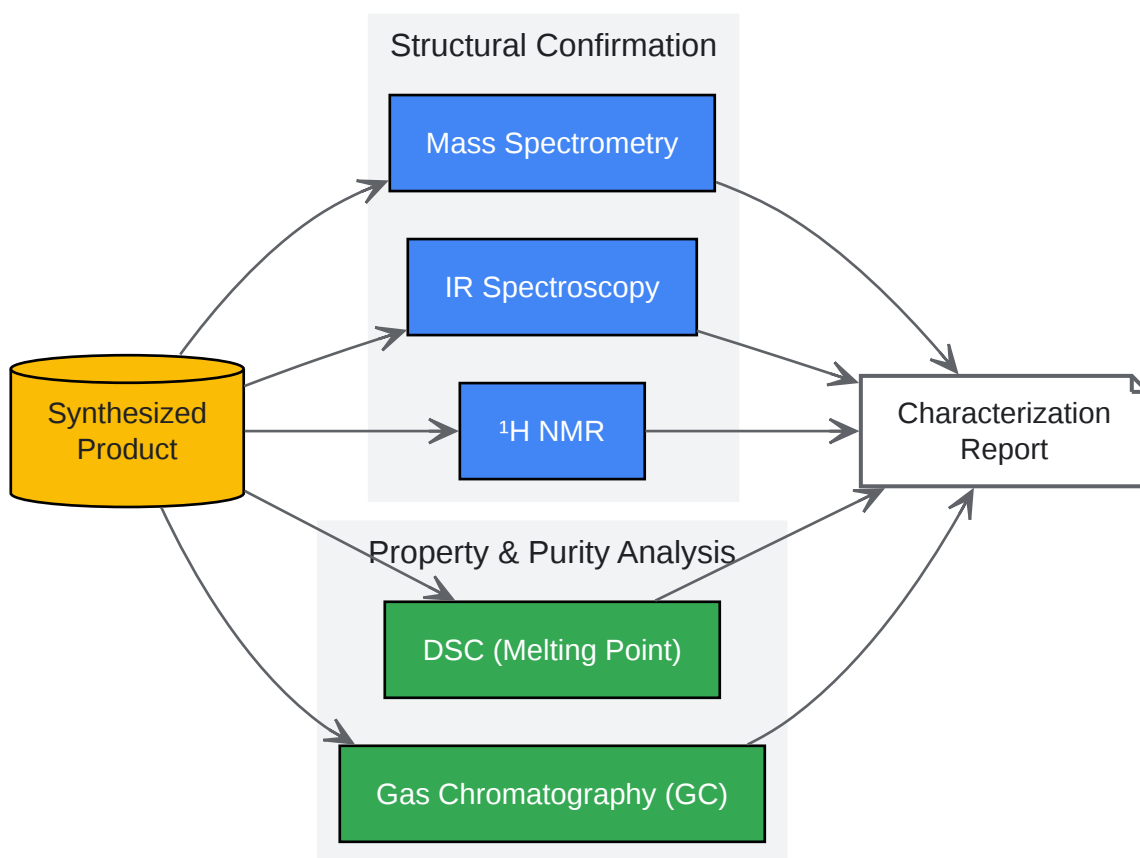 Structural Confirmation
Mass Spectrometry
IR Spectroscopy
¹H NMR
Synthesized
Product
Characterization
Report
Property & Purity Analysis
DSC (Melting Point)
Gas Chromatography (GC)